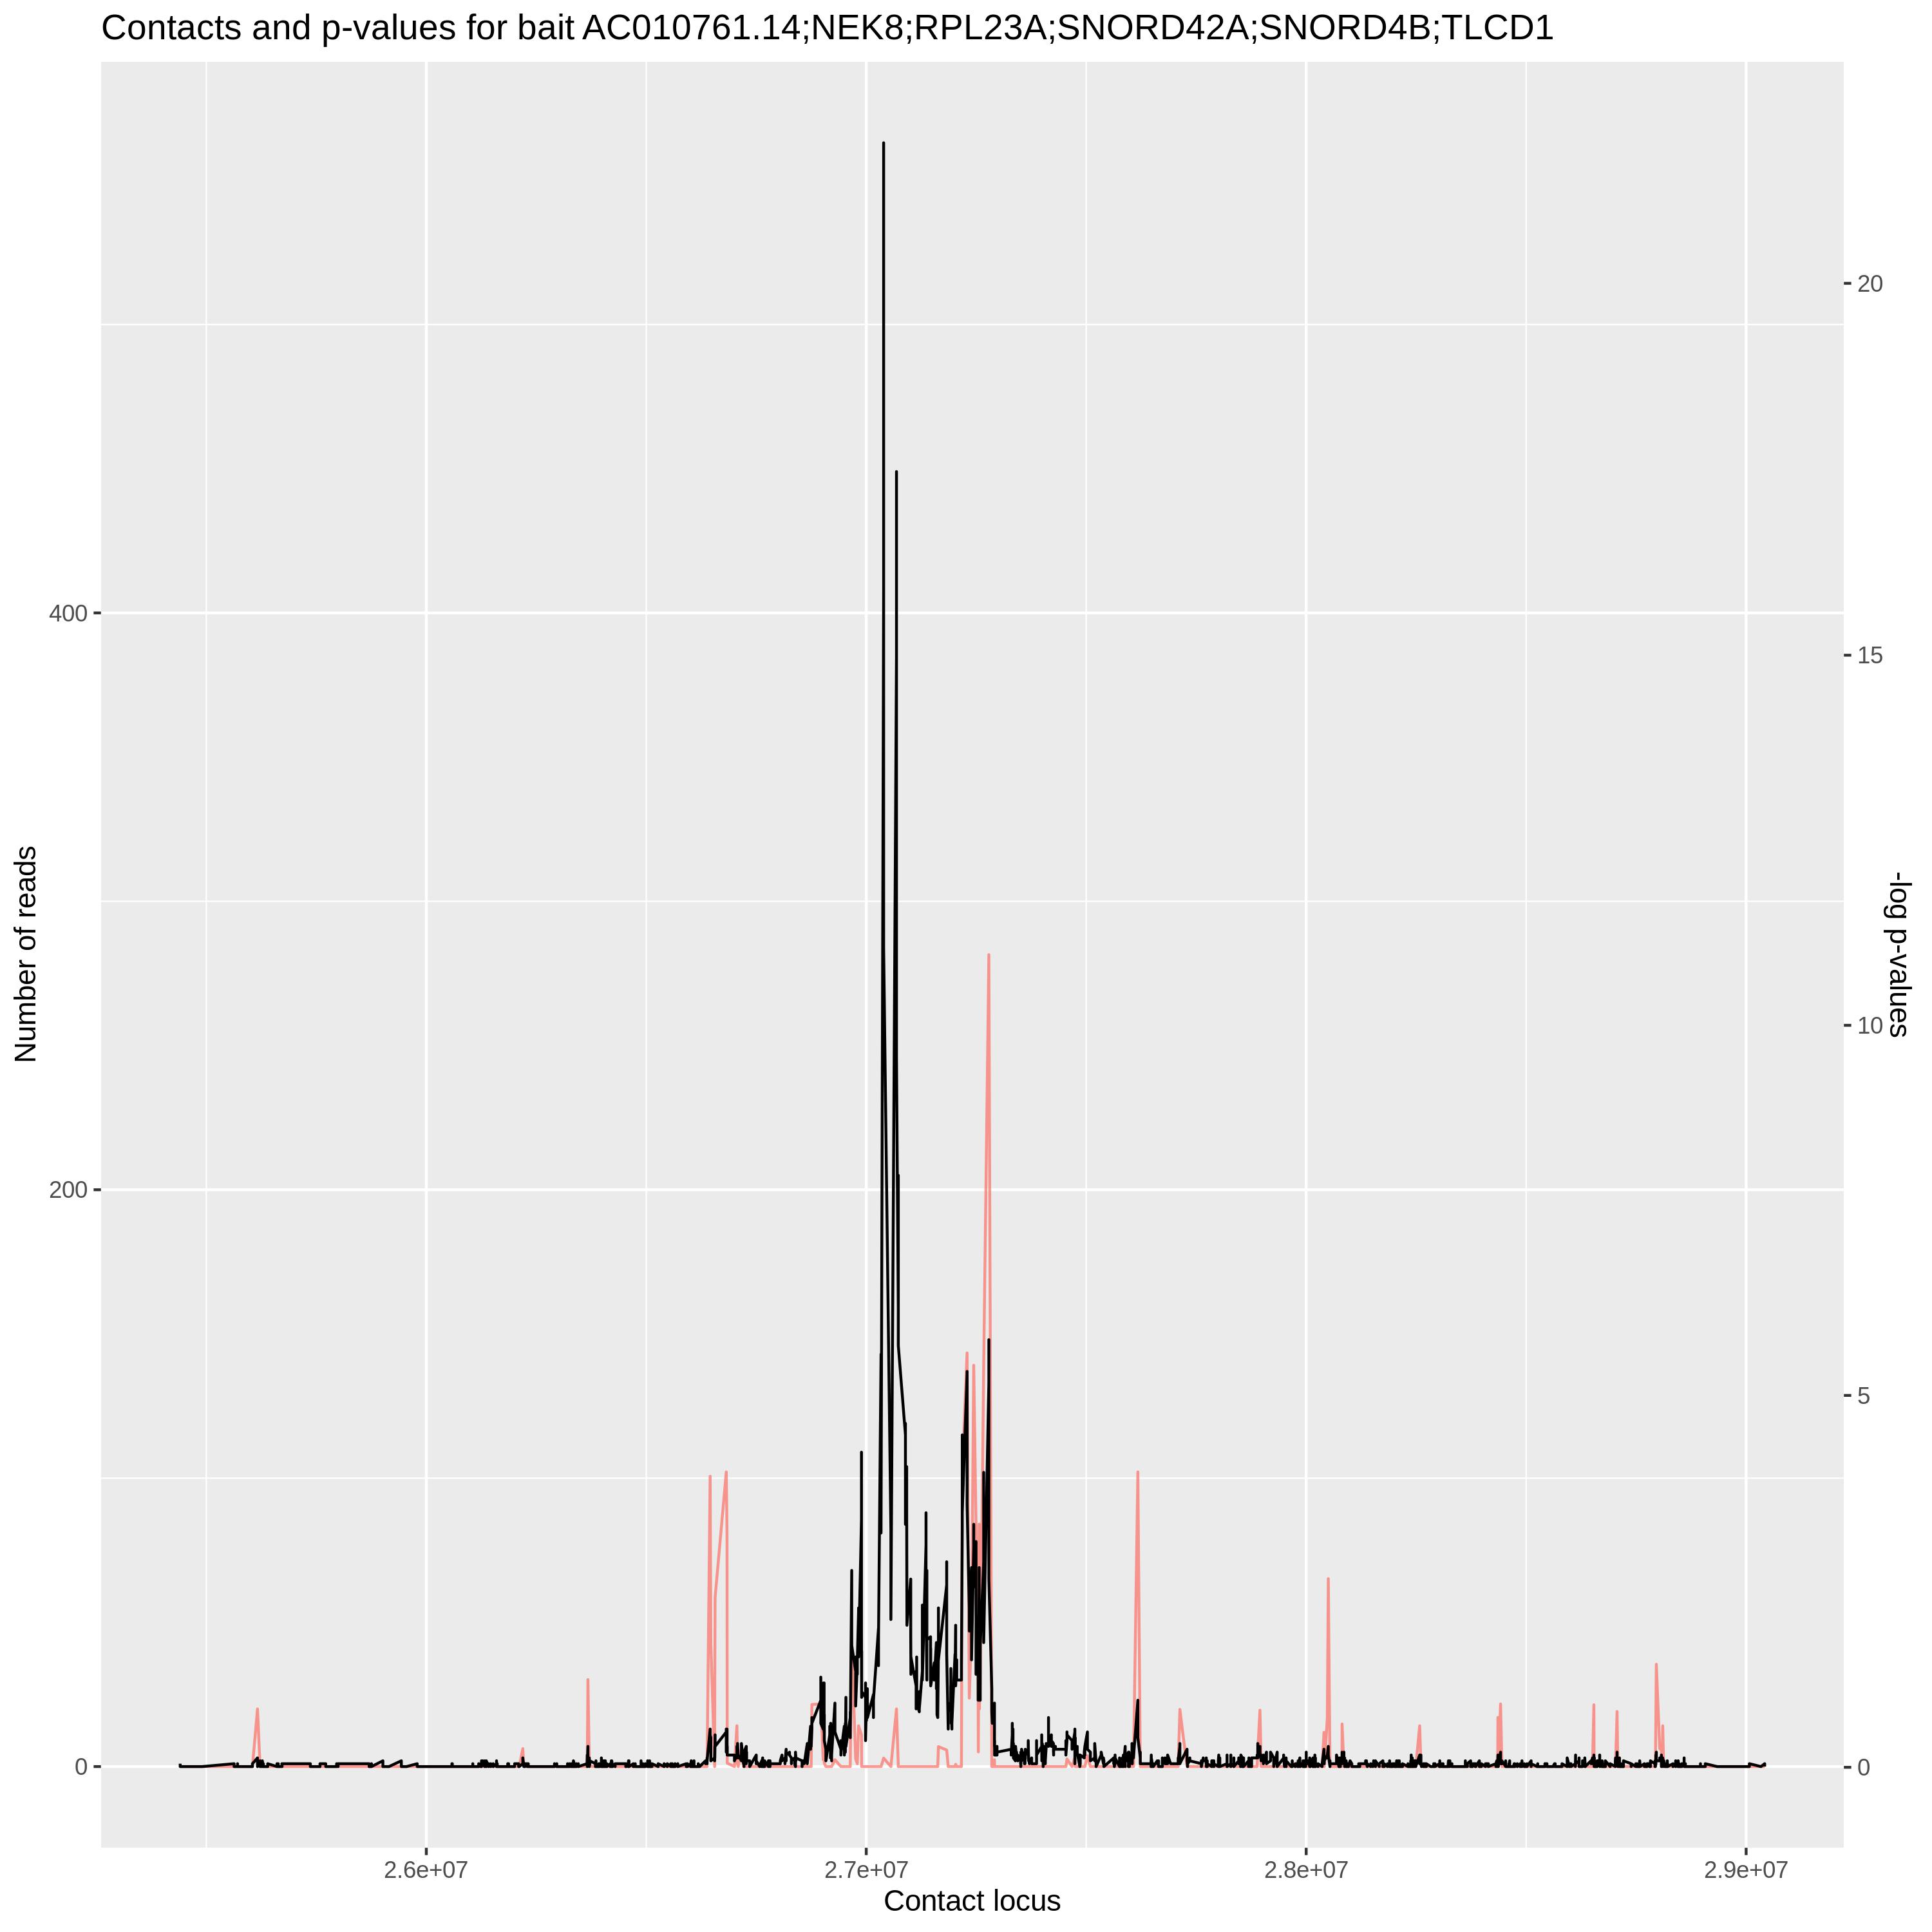 Contacts and p-values for bait AC010761.14;NEK8;RPL23A;SNORD42A;SNORD4B;TLCD1
Number of reads
400
200
0
20
15
10
5
0
-log p-values
2.6e+07
2.7e+07
2.8e+07
2.9e+07
Contact locus